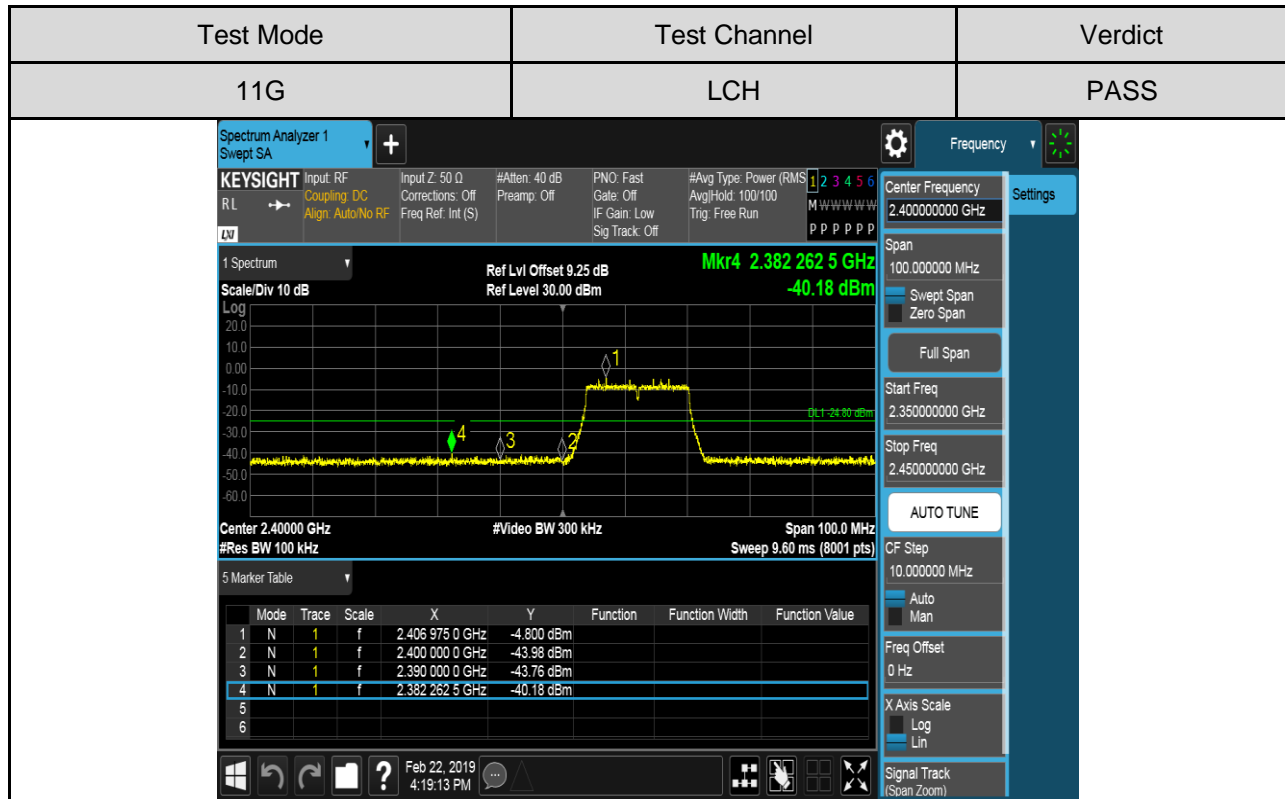 Test Mode Test Channel Verdict
11G LCH PASS
Spectrum Analyzer 1
Swept SA
+
Frequency
KEYSIGHT Input: RF Input Z: 50 Ω #Atten: 40 dB PNO: Fast #Avg Type: Power (RMS 1 2 3 4 5 6
RL Coupling: DC Corrections: Off Preamp: Off Gate: Off Avg|Hold: 100/100 M W W W W W
Align: Auto/No RF Freq Ref: Int (S) IF Gain: Low Trig: Free Run
LXI Sig Track: Off P P P P P P
1 Spectrum
Ref Lvl Offset 9.25 dB
Mkr4 2.382 262 5 GHz
Scale/Div 10 dB Ref Level 30.00 dBm -40.18 dBm
Log
20.0
10.0
0.00
-10.0
-20.0
-30.0
-40.0
-50.0
-60.0
1
DL1 -24.80 dBm
4 3 2
Center 2.40000 GHz #Video BW 300 kHz Span 100.0 MHz
#Res BW 100 kHz Sweep 9.60 ms (8001 pts)
5 Marker Table
Mode Trace Scale X Y Function Function Width Function Value
1 N 1 f 2.406 975 0 GHz -4.800 dBm
2 N 1 f 2.400 000 0 GHz -43.98 dBm
3 N 1 f 2.390 000 0 GHz -43.76 dBm
4 N 1 f 2.382 262 5 GHz -40.18 dBm
5
6
Feb 22, 2019
4:19:13 PM
?
Center Frequency
2.400000000 GHz
Settings
Span
100.000000 MHz
Swept Span
Zero Span
Full Span
Start Freq
2.350000000 GHz
Stop Freq
2.450000000 GHz
AUTO TUNE
CF Step
10.000000 MHz
Auto
Man
Freq Offset
0 Hz
X Axis Scale
Log
Lin
Signal Track
(Span Zoom)